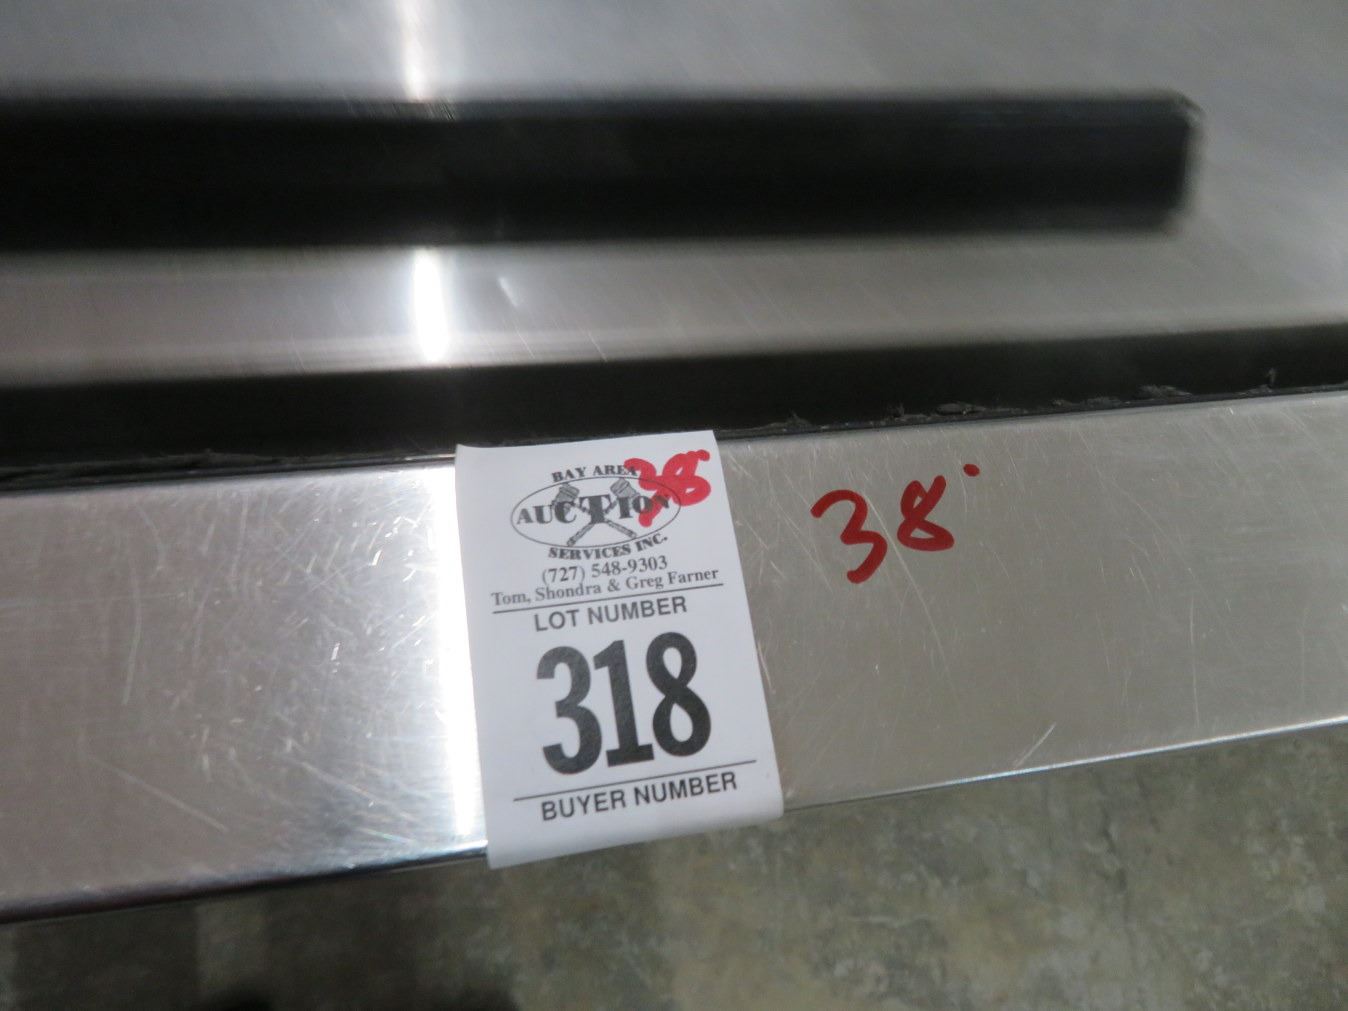 BAY AREA
38
AUCTION
SERVICES INC.
(727) 548-9303
Tom, Shondra & Greg Farner
LOT NUMBER
318
BUYER NUMBER
38